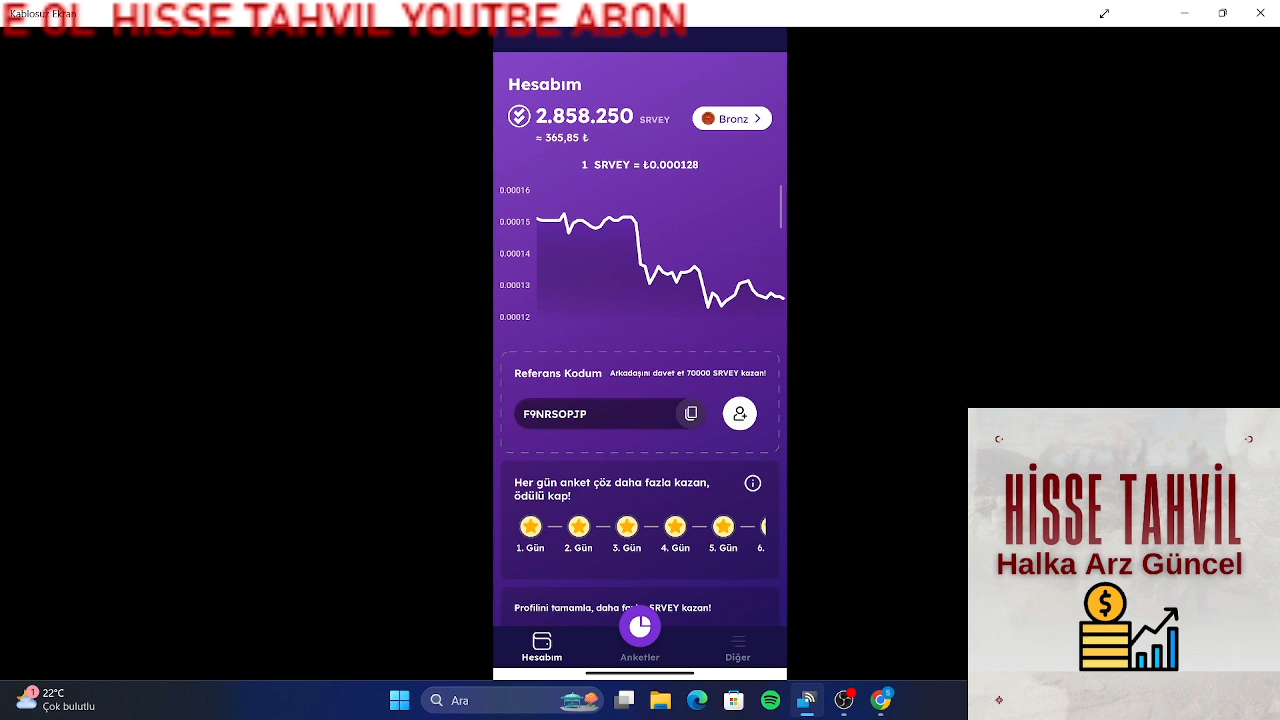 E OL HISSE TAHVIL YOUTBE ABON
Kablosuz Ekran
Hesabım
2.858.250 SRVEY
Bronz
≈ 365,85 ₺
1 SRVEY = ₺0.000128
0.00016
0.00015
0.00014
0.00013
0.00012
Referans Kodum
Arkadaşını davet et 70000 SRVEY kazan!
F9NRSOPJP
Her gün anket çöz daha fazla kazan,
ödülü kap!
1. Gün
2. Gün
3. Gün
4. Gün
5. Gün
6.
Profilini tamamla, daha fazla SRVEY kazan!
Hesabım
Anketler
Diğer
HİSSE TAHVİL
Halka Arz Güncel
1
22°C
Çok bulutlu
Ara
S